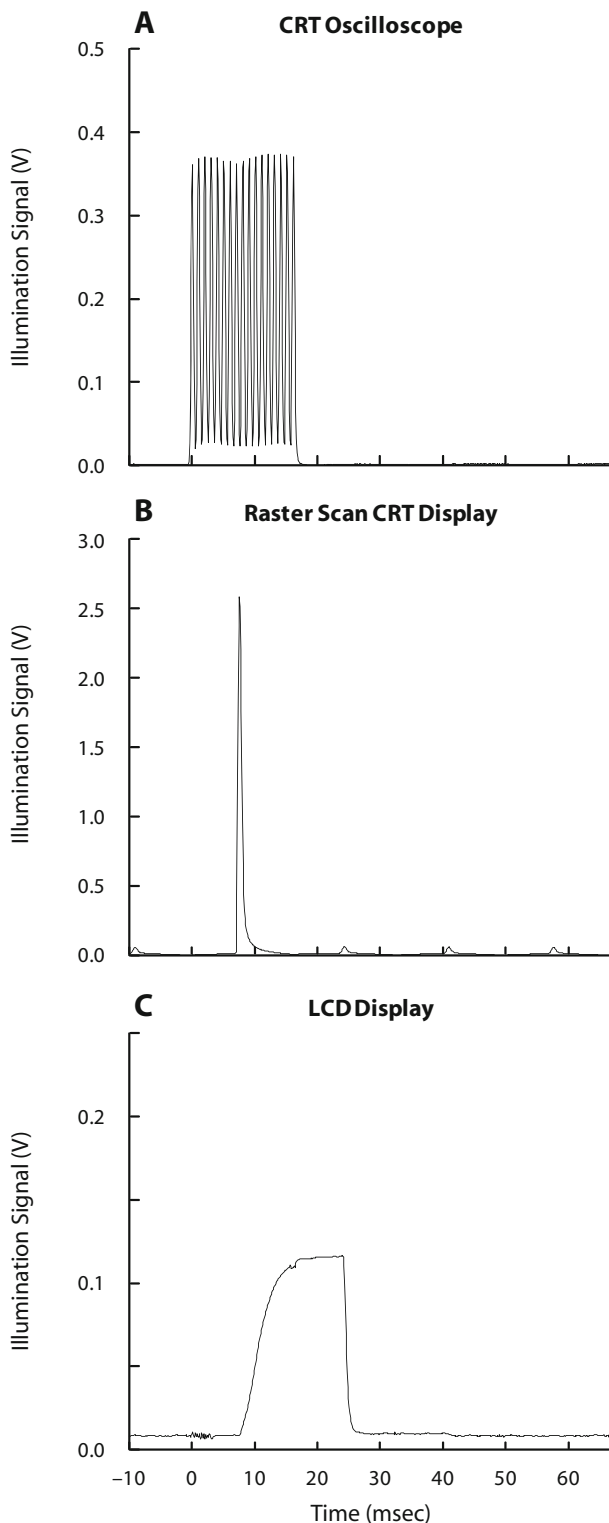 A CRT Oscilloscope
0.5
0.4
0.3
0.2
0.1
0.0
Illumination Signal (V)
B Raster Scan CRT Display
3.0
2.5
2.0
1.5
1.0
0.5
0.0
Illumination Signal (V)
C LCD Display
0.2
0.1
0.0
Illumination Signal (V)
–10 0 10 20 30 40 50 60
Time (msec)